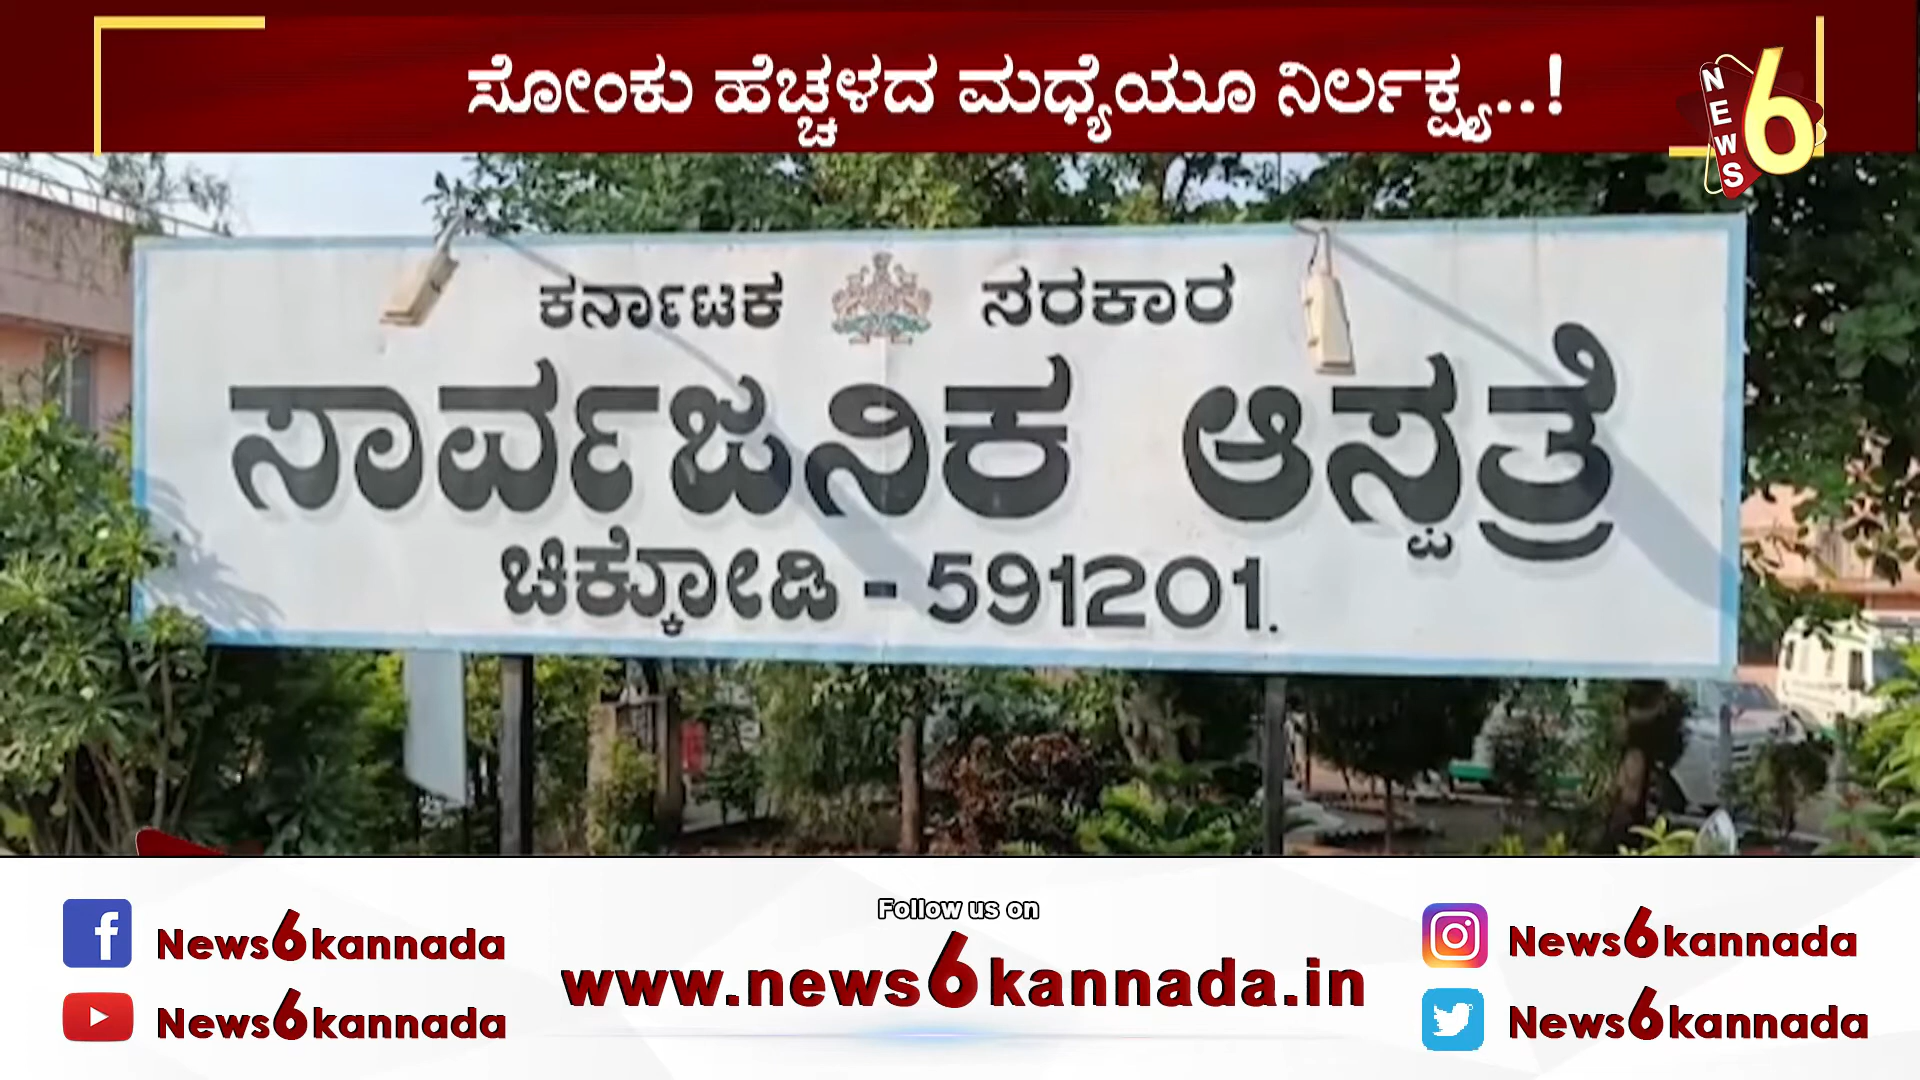 ಸೋಂಕು ಹೆಚ್ಚಳದ ಮಧ್ಯೆಯೂ ನಿರ್ಲಕ್ಷ್ಯ..!
NEWS 6
ಕರ್ನಾಟಕ ಸರಕಾರ
ಸಾರ್ವಜನಿಕ ಆಸ್ಪತ್ರೆ
ಚಿಕ್ಕೋಡಿ - 591201.
Follow us on
News6kannada
www.news6kannada.in
News6kannada
News6kannada
News6kannada